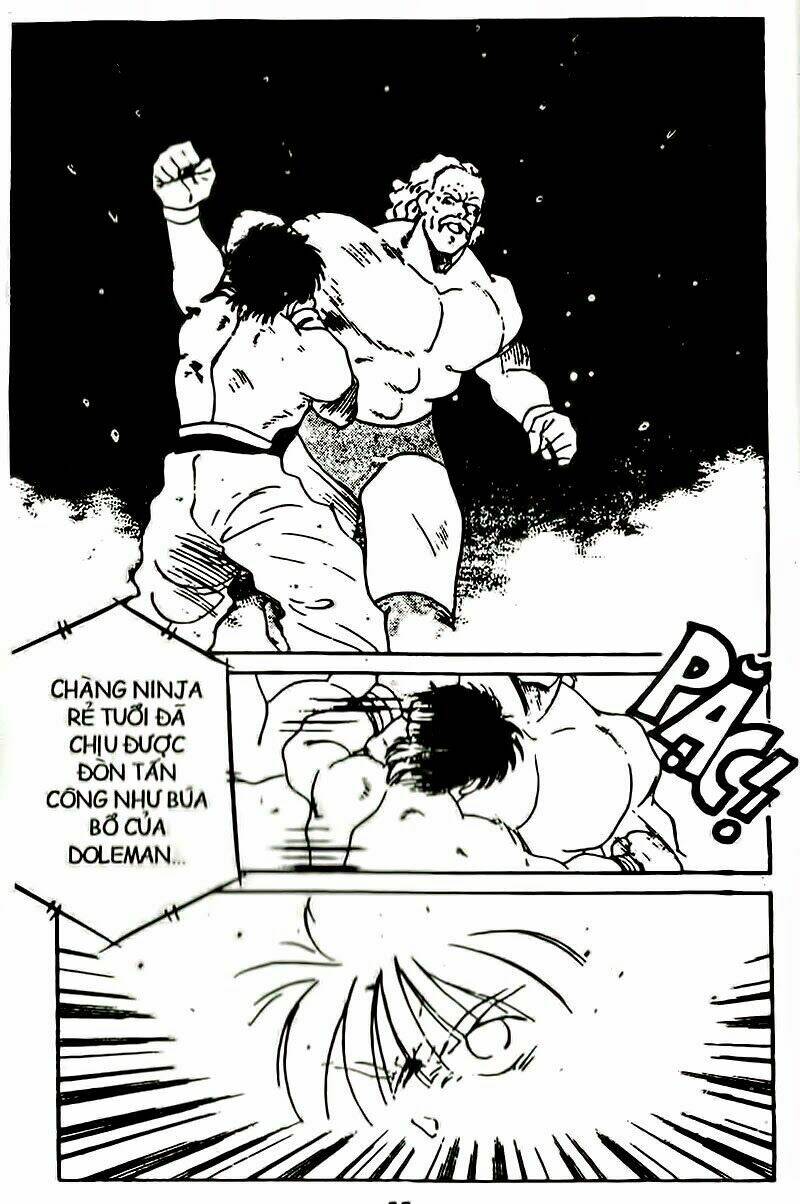 CHÀNG NINJA
RẺ TUỔI ĐÃ
CHỊU ĐƯỢC
ĐÒN TẤN
CÔNG NHƯ BÚA
BỔ CỦA
DOLEMAN...
PẶC!